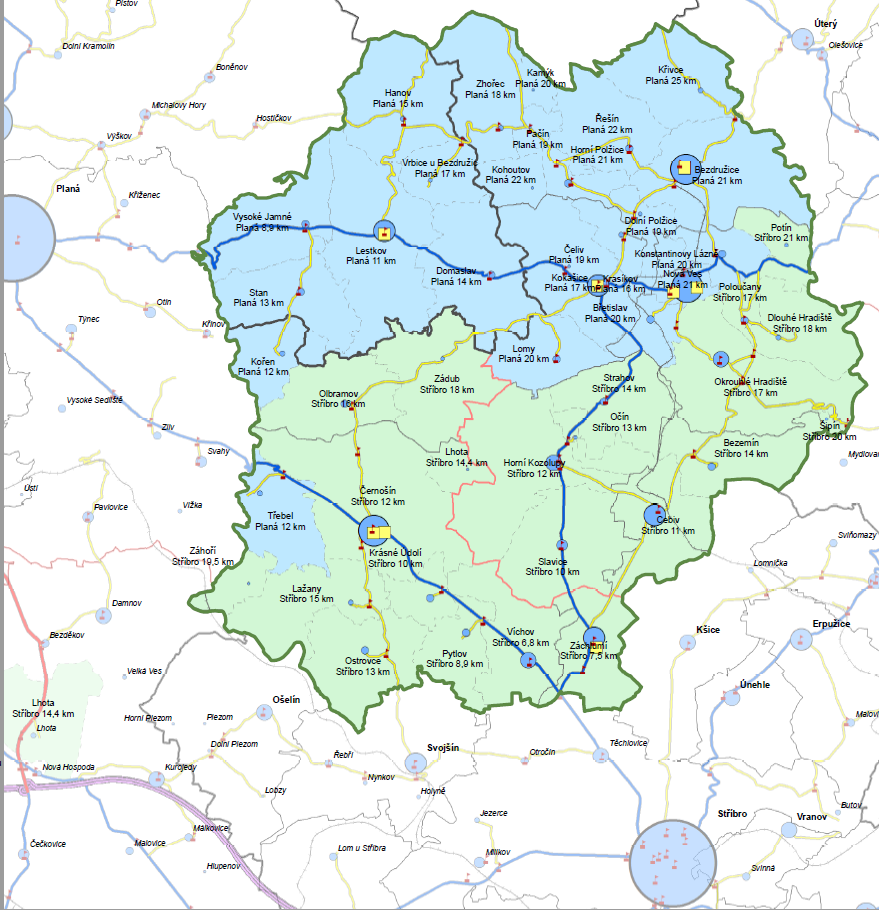 Pístov
Dolní Kramolín
Boněnov
Michalovy Hory
Hostíčkov
Výškov
Planá
Kříženec
Otín
Týnec
Křínov
Vysoké Sedliště
Zliv
Svahy
Ústí
Pavlovice
Vížka
Záhoří
Stříbro 19,5 km
Damnov
Bezděkov
Velká Ves
Lhota
Stříbro 14,4 km
Lhota
Horní Plezom
Plezom
Dolní Plezom
Ošelín
Nová Hospoda
Kurojedy
Řebří
Nynkov
Svojšín
Holyně
Otročín
Těchlovice
Lobzy
Čečkovice
Malovice
Málkovice
Hlupenov
Lom u Stříbra
Jezerce
Milíkov
Stříbro
Vranov
Butov
Svinná
Únehle
Malovi
Kšice
Erpužice
Lomnička
Sviňomazy
Mydlova
Úterý
Olešovice
Hanov
Planá 15 km
Zhořec
Planá 18 km
Kamýk
Planá 20 km
Křivce
Planá 25 km
Řešín
Planá 22 km
Pačín
Planá 19 km
Horní Polžice
Planá 21 km
Vrbice u Bezdružic
Planá 17 km
Kohoutov
Planá 22 km
Bezdružice
Planá 21 km
Vysoké Jamné
Planá 8,9 km
Lestkov
Planá 11 km
Dolní Polžice
Planá 19 km
Potín
Stříbro 21 km
Domaslav
Planá 14 km
Čeliv
Planá 19 km
Konstantinovy Lázně
Planá 20 km
Kokašice
Planá 17 km
Krasíkov
Planá 16 km
Nová Ves
Planá 21 km
Poloučany
Stříbro 17 km
Stan
Planá 13 km
Břetislav
Planá 20 km
Dlouhé Hradiště
Stříbro 18 km
Kořen
Planá 12 km
Lomy
Planá 20 km
Zádub
Stříbro 18 km
Strahov
Stříbro 14 km
Okrouhlé Hradiště
Stříbro 17 km
Olbramov
Stříbro 16 km
Očín
Stříbro 13 km
Šipín
Stříbro 20 km
Lhota
Stříbro 14,4 km
Horní Kozolupy
Stříbro 12 km
Bezemín
Stříbro 14 km
Černošín
Stříbro 12 km
Třebel
Planá 12 km
Cebiv
Stříbro 11 km
Krásné Údolí
Stříbro 10 km
Slavice
Stříbro 10 km
Lažany
Stříbro 15 km
Víchov
Stříbro 6,8 km
Záchlumí
Stříbro 7,5 km
Ostrovce
Stříbro 13 km
Pytlov
Stříbro 8,9 km